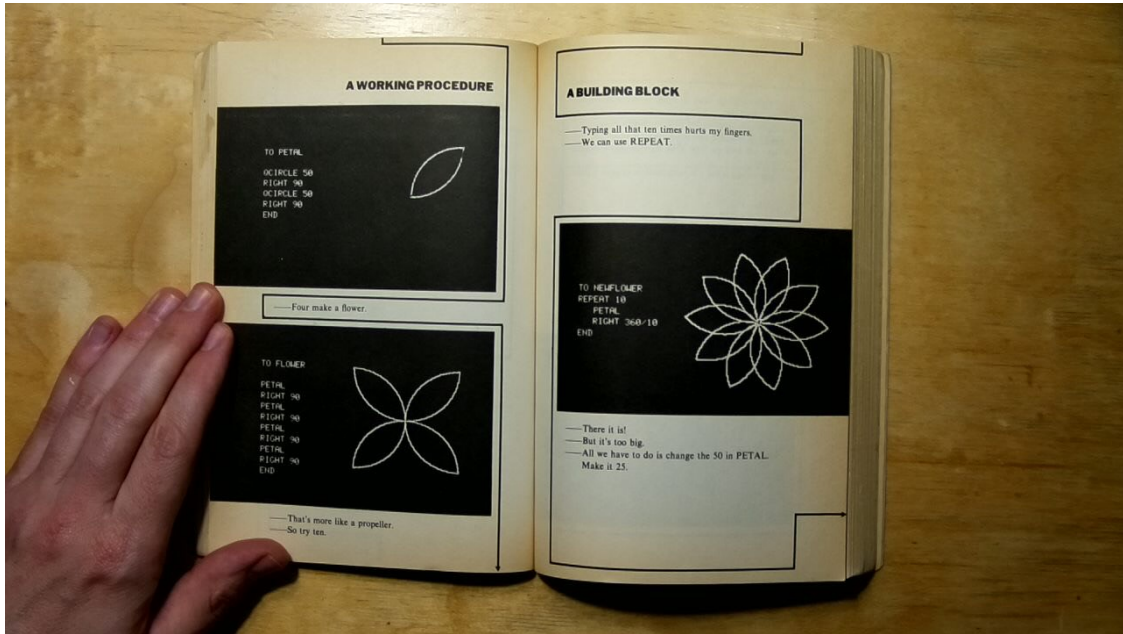 A WORKING PROCEDURE
TO PETAL
QCIRCLE 50
RIGHT 90
QCIRCLE 50
RIGHT 90
END
——Four make a flower.
TO FLOWER
PETAL
RIGHT 90
PETAL
RIGHT 90
PETAL
RIGHT 90
PETAL
RIGHT 90
END
——That's more like a propeller.
——So try ten.
A BUILDING BLOCK
——Typing all that ten times hurts my fingers.
——We can use REPEAT.
TO NEWFLOWER
REPEAT 10
PETAL
RIGHT 360/10
END
——There it is!
——But it's too big.
——All we have to do is change the 50 in PETAL.
Make it 25.